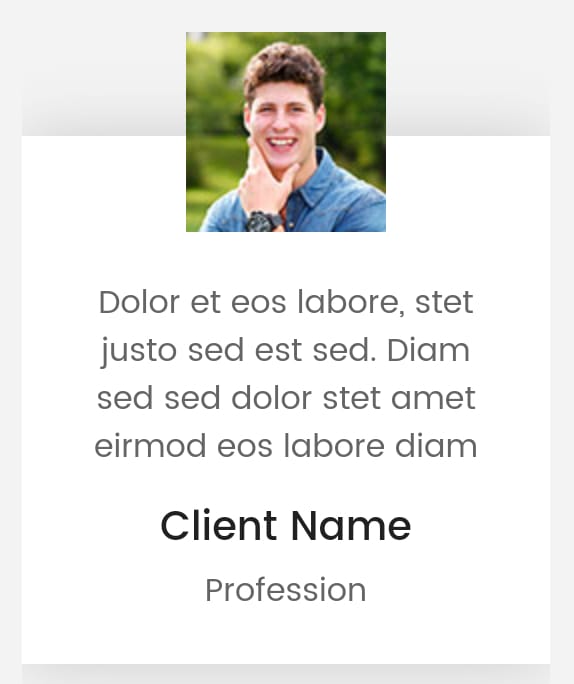 Dolor et eos labore, stet
justo sed est sed. Diam
sed sed dolor stet amet
eirmod eos labore diam
Client Name
Profession